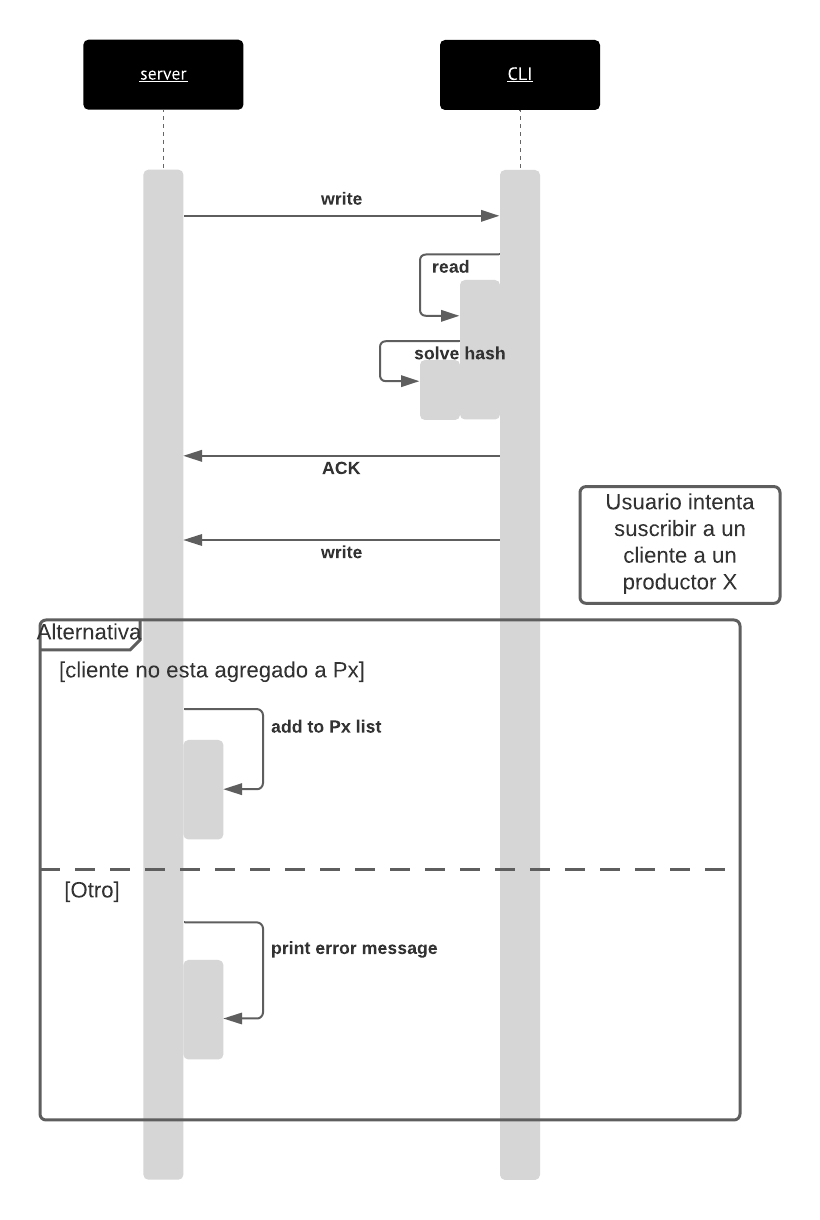 server
CLI
write
read
solve hash
ACK
write
Usuario intenta
suscribir a un
cliente a un
productor X
Alternativa
[cliente no esta agregado a Px]
add to Px list
[Otro]
print error message